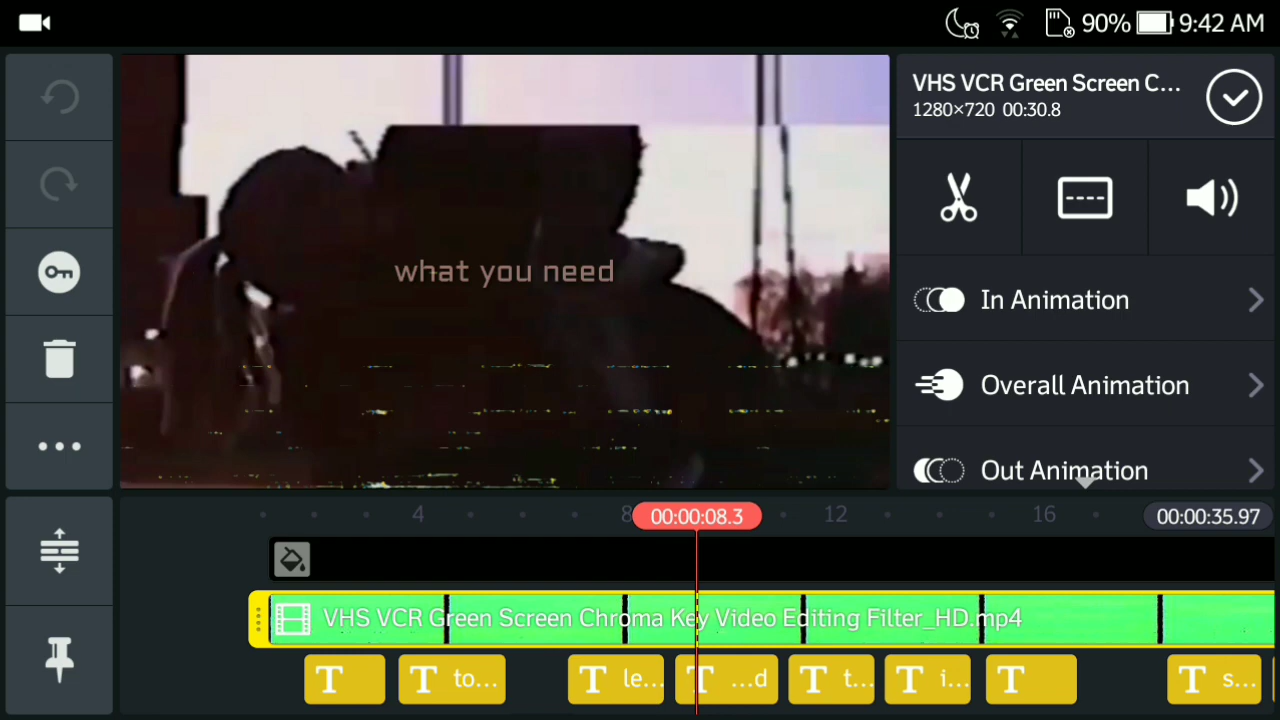 90% 9:42 AM
VHS VCR Green Screen C...
1280×720 00:30.8
what you need
In Animation
Overall Animation
Out Animation
4 8 00:00:08.3 12 16 00:00:35.97
VHS VCR Green Screen Chroma Key Video Editing Filter_HD.mp4
T T to... T le... T ...d T t... T i... T T s...